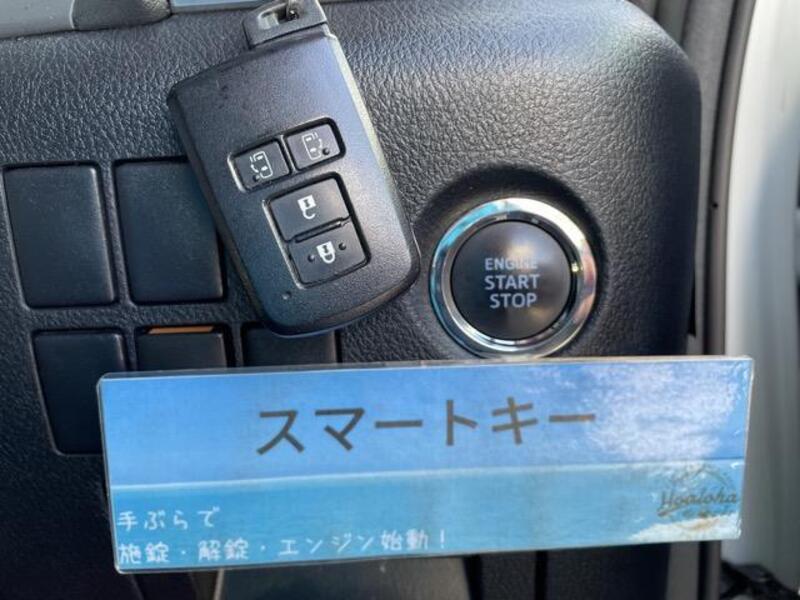 ENGINE
START
STOP
スマートキー
Hoaloha
手ぶらで
施錠・解錠・エンジン始動！